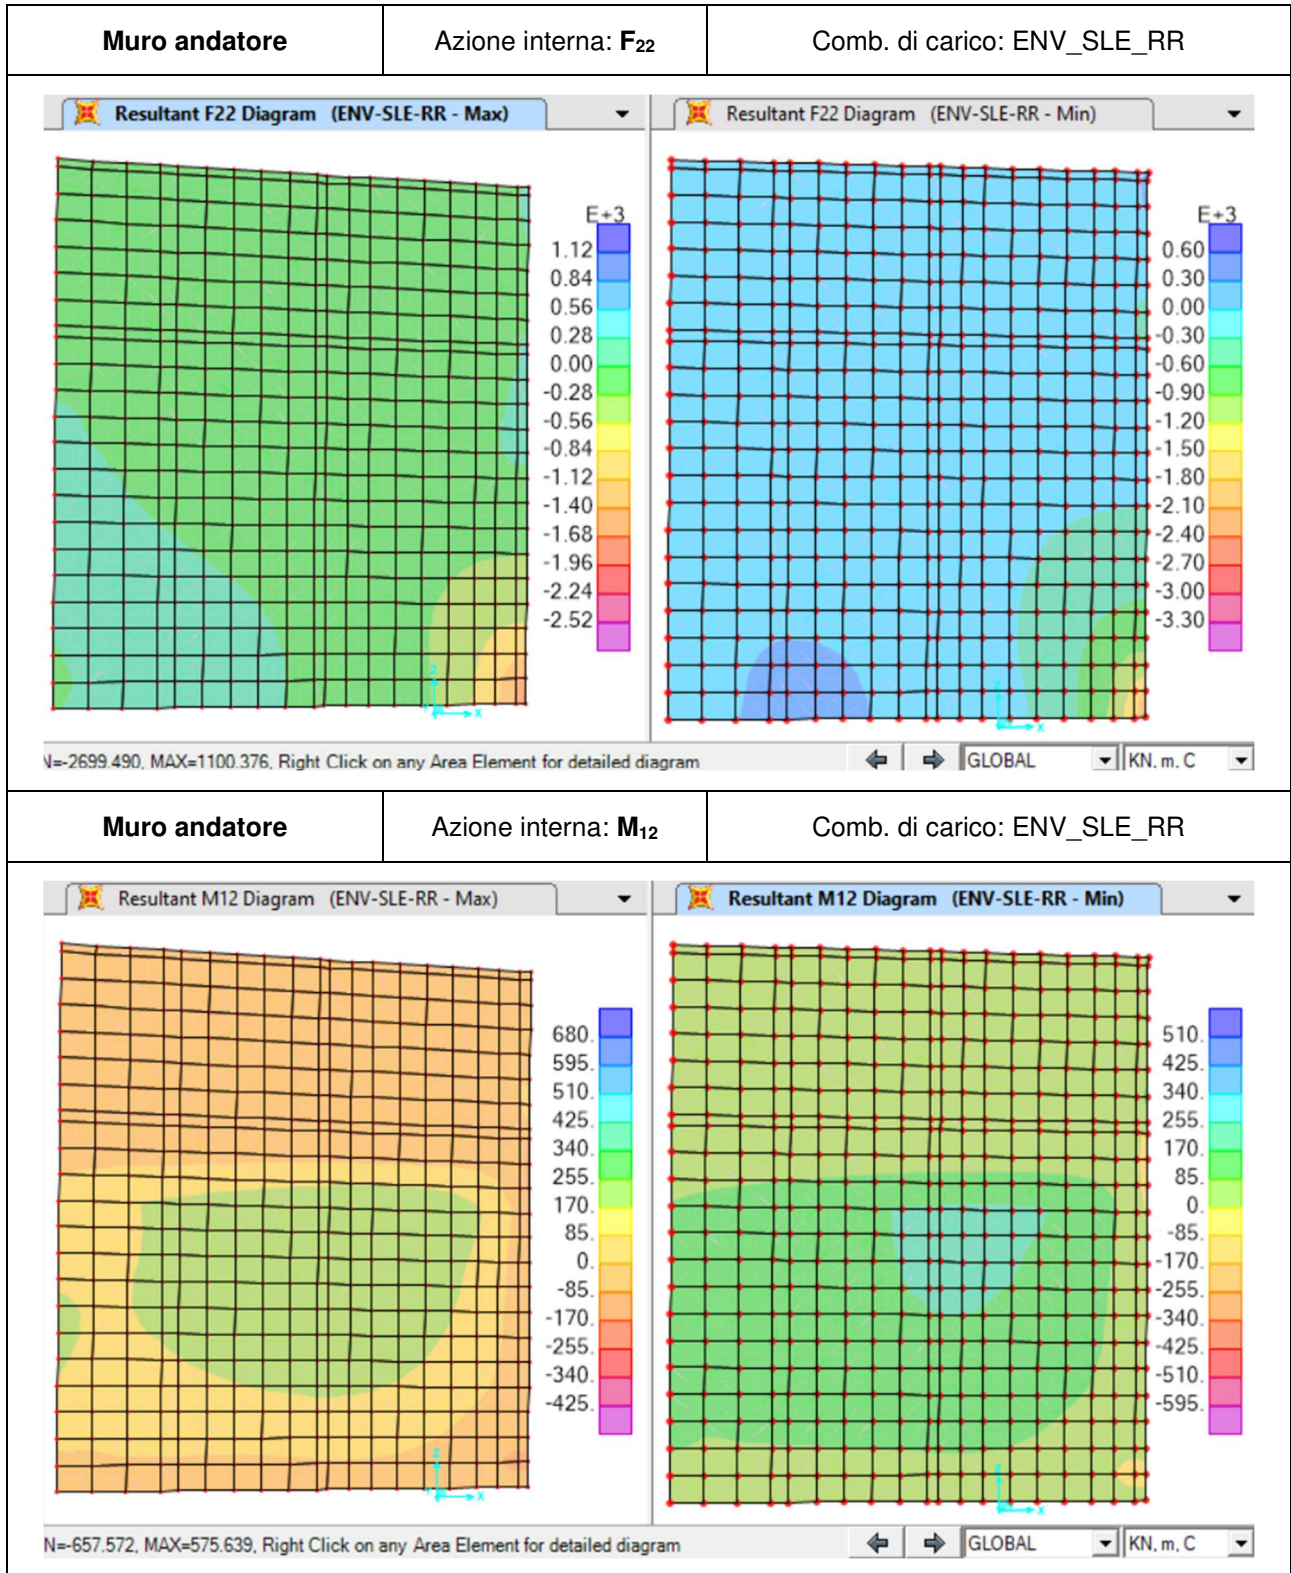 Muro andatore Azione interna: F22 Comb. di carico: ENV_SLE_RR
Resultant F22 Diagram (ENV-SLE-RR - Max)
Resultant F22 Diagram (ENV-SLE-RR - Min)
E+3
1.12
0.84
0.56
0.28
0.00
-0.28
-0.56
-0.84
-1.12
-1.40
-1.68
-1.96
-2.24
-2.52
E+3
0.60
0.30
0.00
-0.30
-0.60
-0.90
-1.20
-1.50
-1.80
-2.10
-2.40
-2.70
-3.00
-3.30
Z
X
X
N=-2699.490, MAX=1100.376, Right Click on any Area Element for detailed diagram
GLOBAL
KN, m, C
Muro andatore Azione interna: M12 Comb. di carico: ENV_SLE_RR
Resultant M12 Diagram (ENV-SLE-RR - Max)
Resultant M12 Diagram (ENV-SLE-RR - Min)
680.
595.
510.
425.
340.
255.
170.
85.
0.
-85.
-170.
-255.
-340.
-425.
510.
425.
340.
255.
170.
85.
0.
-85.
-170.
-255.
-340.
-425.
-510.
-595.
Z
X
Z
X
N=-657.572, MAX=575.639, Right Click on any Area Element for detailed diagram
GLOBAL
KN, m, C